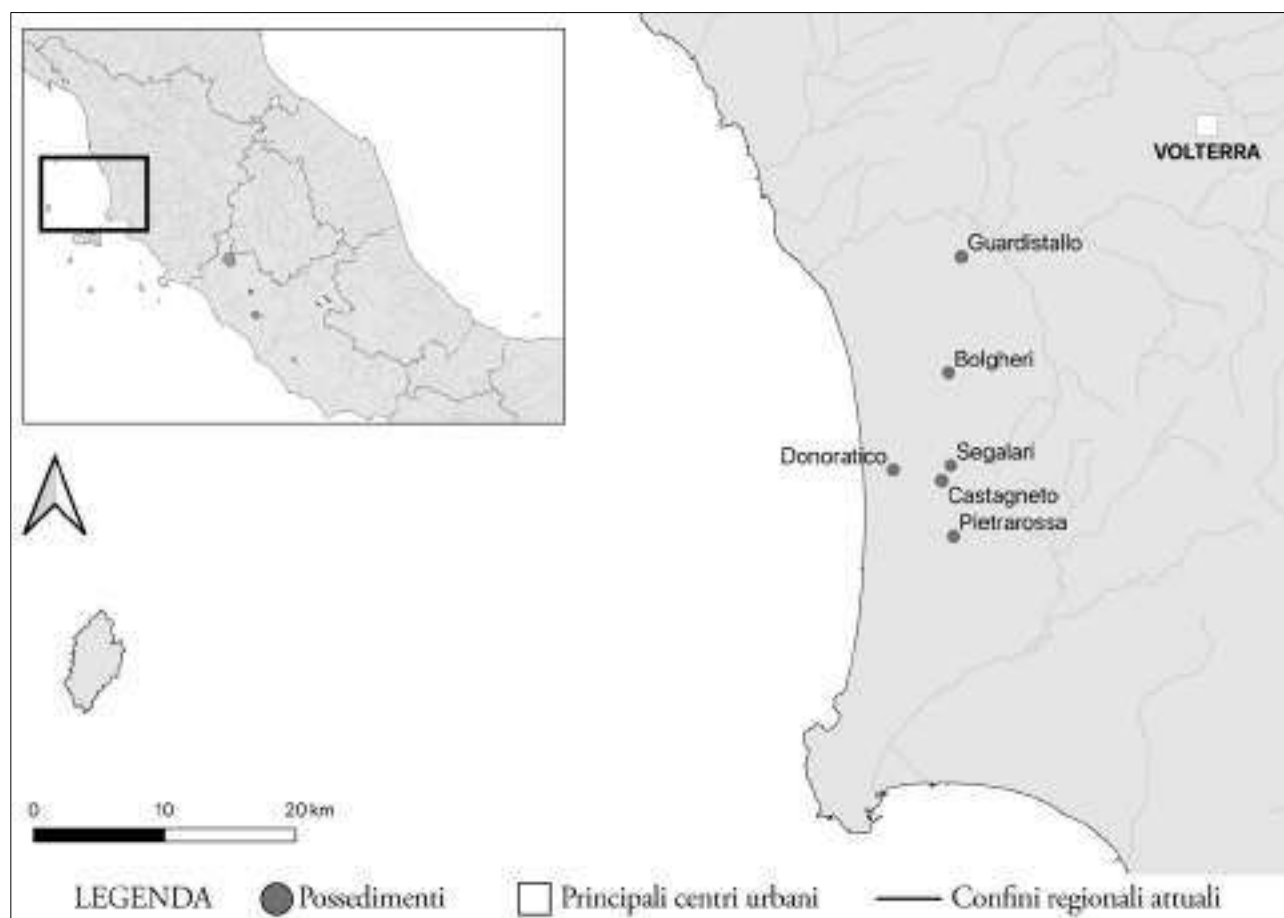 VOLTERRA
Guardistallo
Bolgheri
Donoratico
Segalari
Castagneto
Pietrarossa
0 10 20 km
LEGENDA Possedimenti Principali centri urbani Confini regionali attuali